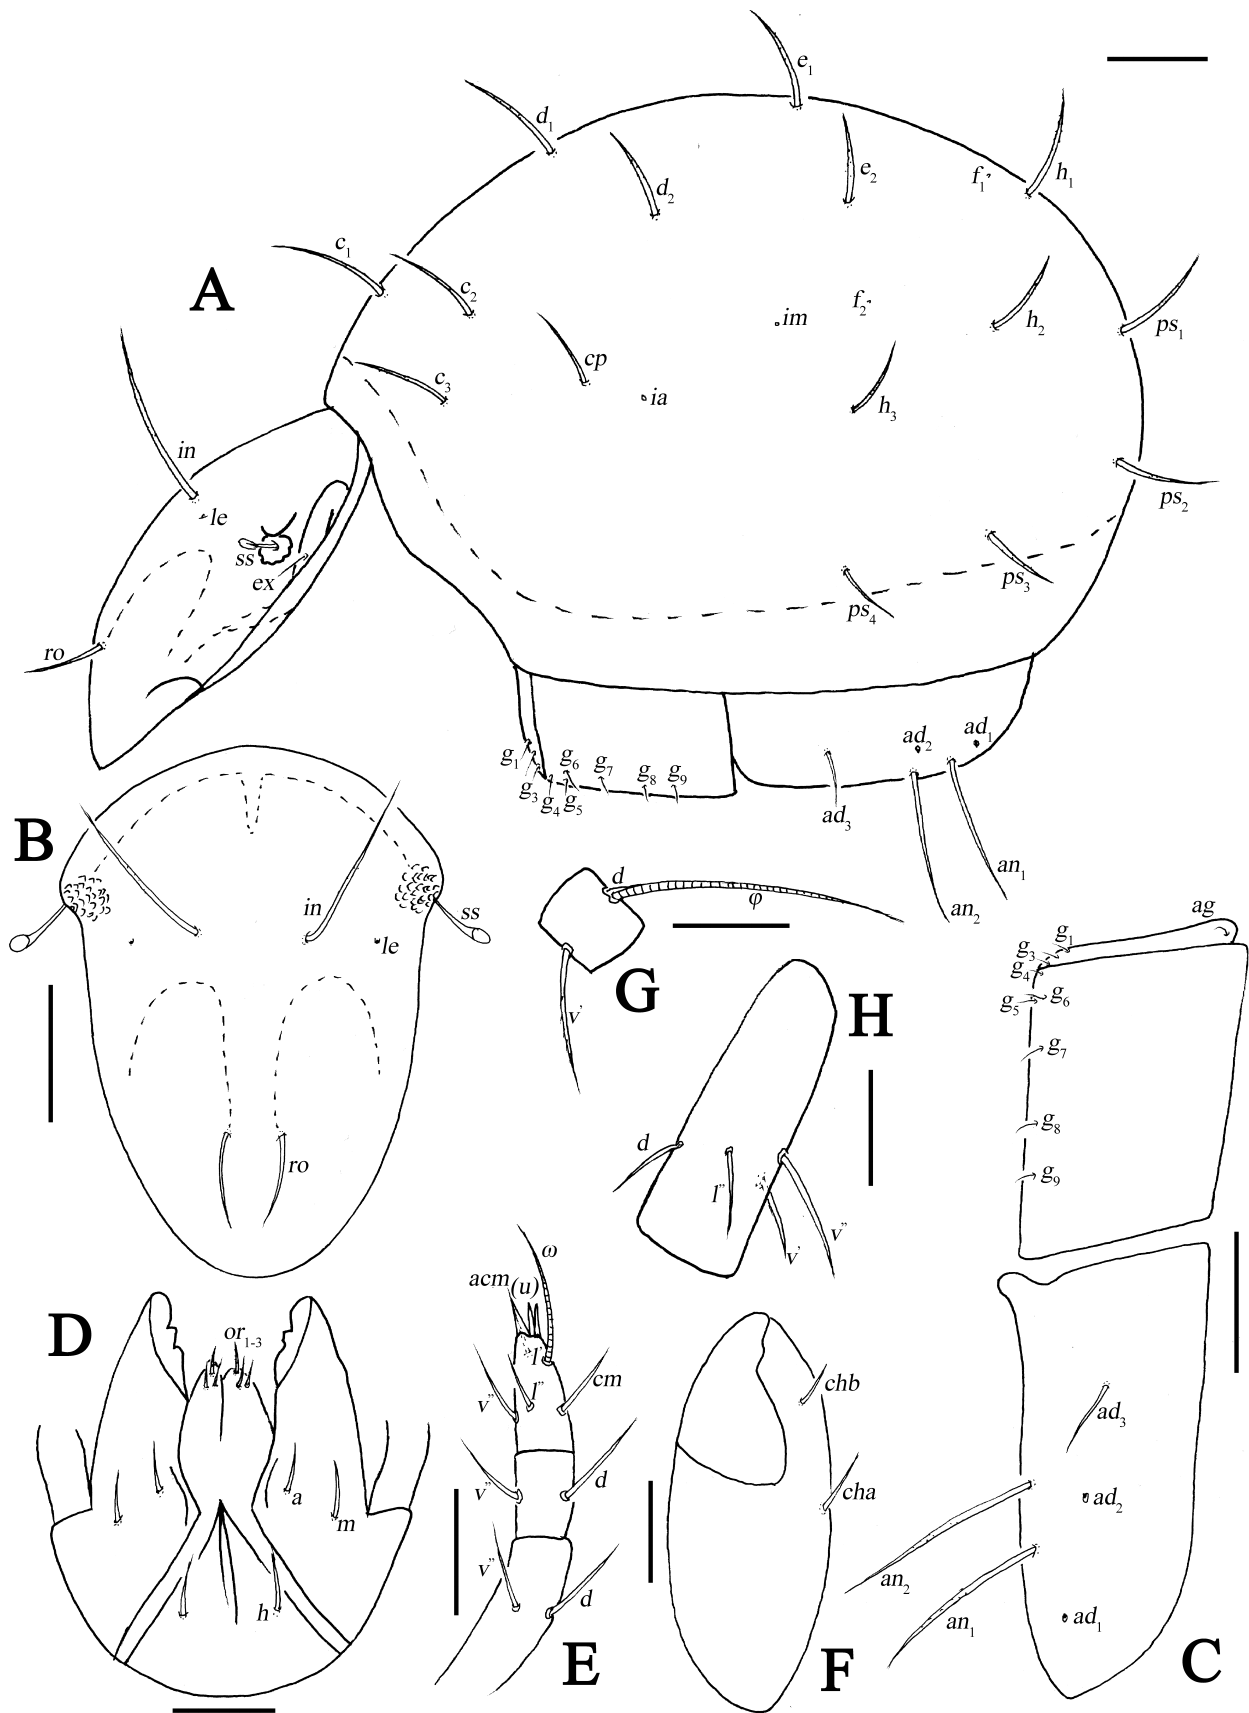 A
e₁
d₁
d₂
e₂
f₁
h₁
c₁
c₂
c₃
cp
im
f₂
h₂
ps₁
ia
h₃
ps₂
ps₃
ps₄
in
le
ss
ex
ro
g₁
g₃
g₄
g₅
g₆
g₇
g₈
g₉
ad₃
ad₂
ad₁
an₁
an₂
B
in
ss
le
ro
G
d
φ
v'
H
d
l"
v'
v"
ag
g₁
g₃
g₄
g₅
g₆
g₇
g₈
g₉
ad₃
ad₂
ad₁
an₂
an₁
C
D
or₁₋₃
a
m
h
E
ω
acm
(u)
l'
l"
v"
cm
v"
d
v"
d
F
chb
cha